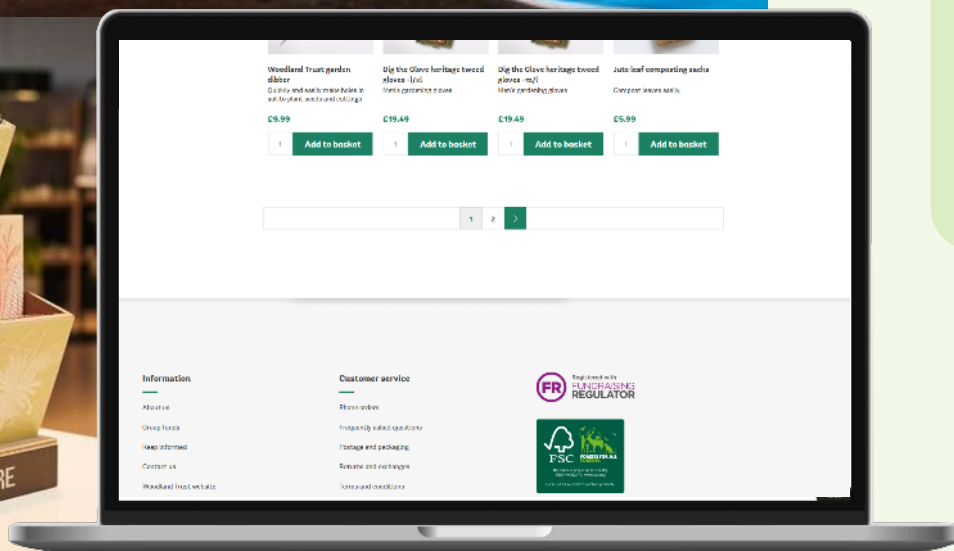 Woodland Trust garden
dibber
Quickly and easily make holes in
soil to plant seeds and cuttings
£9.99
1 Add to basket
Dig the Glove heritage tweed
gloves -l/xl
Men's gardening gloves
£19.49
1 Add to basket
Dig the Glove heritage tweed
gloves -m/l
Men's gardening gloves
£19.49
1 Add to basket
Jute leaf composting sacks
Compost leaves easily
£5.99
1 Add to basket
1 2 >
Information
About us
Group funds
Keep informed
Contact us
Woodland Trust website
Customer service
Phone orders
Frequently asked questions
Postage and packaging
Returns and exchanges
Terms and conditions
FR
Registered with
FUNDRAISING
REGULATOR
FSC
FORESTS FOR ALL
FOREVER
RE